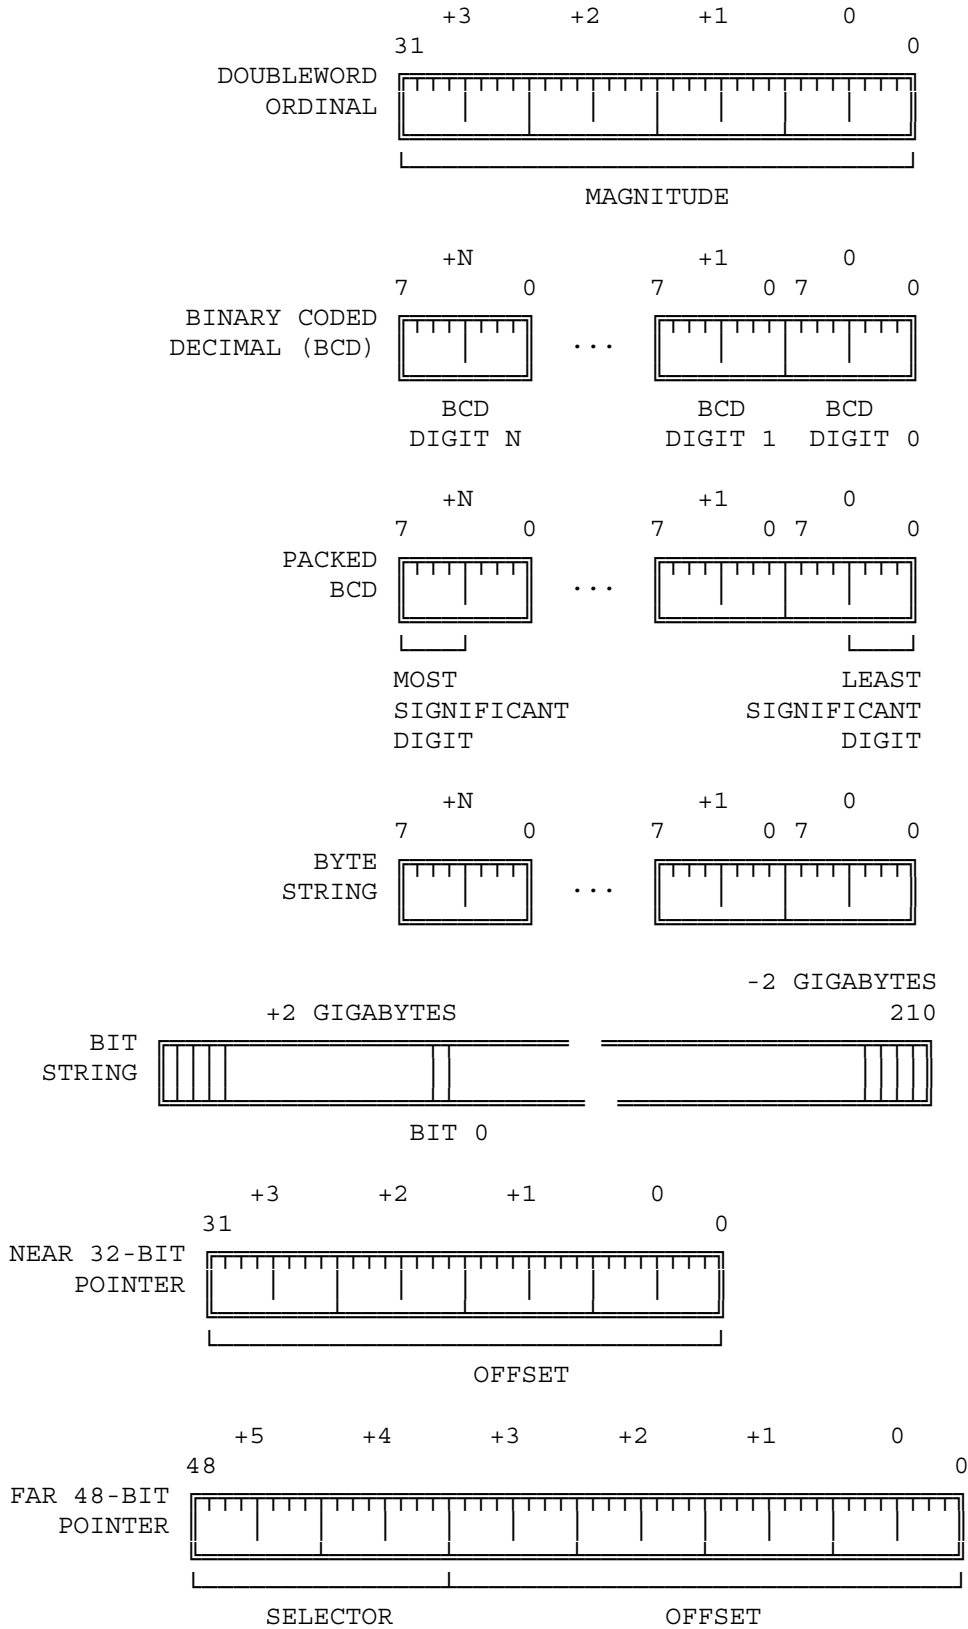 +3 +2 +1 0
31 0
DOUBLEWORD
ORDINAL
MAGNITUDE
+N +1 0
7 0 7 0 7 0
BINARY CODED
DECIMAL (BCD) ...
BCD BCD BCD
DIGIT N DIGIT 1 DIGIT 0
+N +1 0
7 0 7 0 7 0
PACKED
BCD ...
MOST LEAST
SIGNIFICANT SIGNIFICANT
DIGIT DIGIT
+N +1 0
7 0 7 0 7 0
BYTE
STRING ...
-2 GIGABYTES
+2 GIGABYTES 210
BIT
STRING
BIT 0
+3 +2 +1 0
31 0
NEAR 32-BIT
POINTER
OFFSET
+5 +4 +3 +2 +1 0
48 0
FAR 48-BIT
POINTER
SELECTOR OFFSET